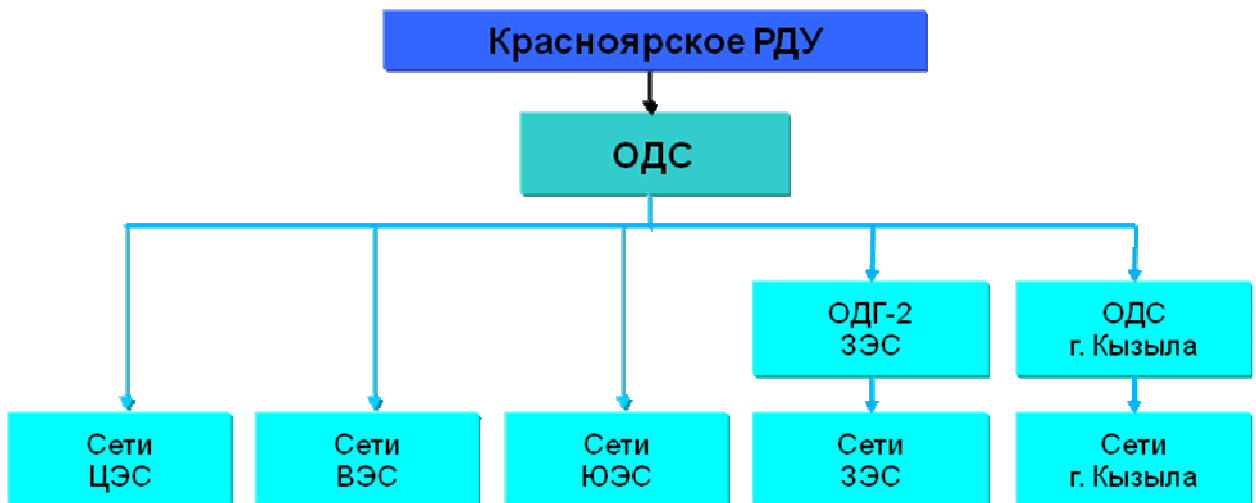 Красноярское РДУ
ОДС
ОДГ-2
ЗЭС
ОДС
г. Кызыла
Сети
ЦЭС
Сети
ВЭС
Сети
ЮЭС
Сети
ЗЭС
Сети
г. Кызыла